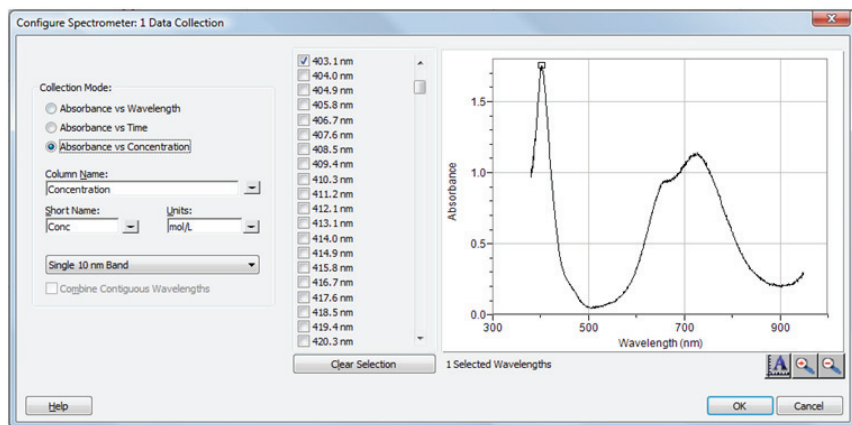 Configure Spectrometer: 1 Data Collection
Collection Mode:
Absorbance vs Wavelength
Absorbance vs Time
Absorbance vs Concentration
Column Name:
Concentration
Short Name: Units:
Conc mol/L
Single 10 nm Band
Combine Contiguous Wavelengths
403.1 nm
404.0 nm
404.9 nm
405.8 nm
406.7 nm
407.6 nm
408.5 nm
409.4 nm
410.3 nm
411.2 nm
412.1 nm
413.1 nm
414.0 nm
414.9 nm
415.8 nm
416.7 nm
417.6 nm
418.5 nm
419.4 nm
420.3 nm
Clear Selection
Absorbance
1.5
1.0
0.5
0.0
300 500 700 900
Wavelength (nm)
1 Selected Wavelengths
A
Help OK Cancel